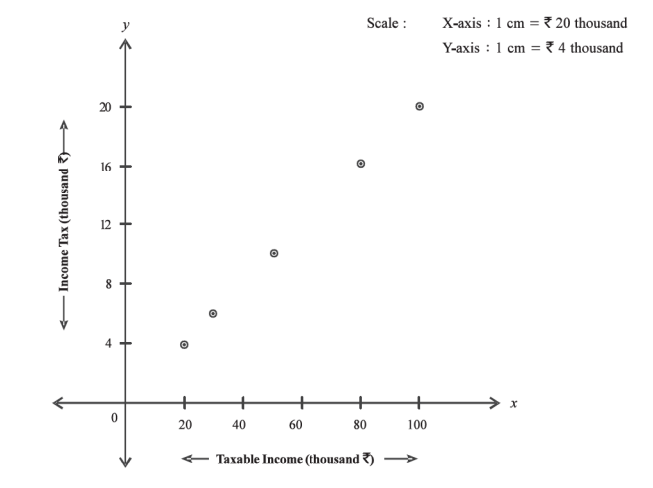 y
Scale : X-axis : 1 cm = ₹ 20 thousand
Y-axis : 1 cm = ₹ 4 thousand
20
16
12
8
4
Income Tax (thousand ₹)
0
20 40 60 80 100
x
Taxable Income (thousand ₹)